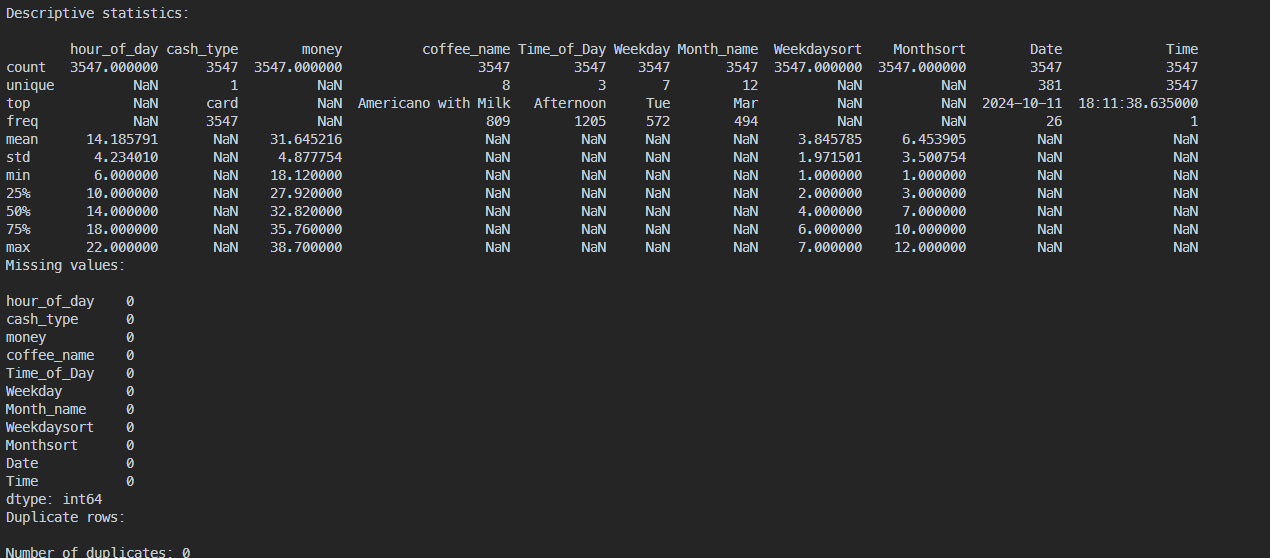 Descriptive statistics:
hour_of_day cash_type money coffee_name Time_of_Day Weekday Month_name Weekdaysort Monthsort Date Time
count 3547.000000 3547 3547.000000 3547 3547 3547 3547 3547.000000 3547.000000 3547 3547
unique NaN 1 NaN 8 3 7 12 NaN NaN 381 3547
top NaN card NaN Americano with Milk Afternoon Tue Mar NaN NaN 2024-10-11 18:11:38.635000
freq NaN 3547 NaN 809 1205 572 494 NaN NaN 26 1
mean 14.185791 NaN 31.645216 NaN NaN NaN NaN 3.845785 6.453905 NaN NaN
std 4.234010 NaN 4.877754 NaN NaN NaN NaN 1.971501 3.500754 NaN NaN
min 6.000000 NaN 18.120000 NaN NaN NaN NaN 1.000000 1.000000 NaN NaN
25% 10.000000 NaN 27.920000 NaN NaN NaN NaN 2.000000 3.000000 NaN NaN
50% 14.000000 NaN 32.820000 NaN NaN NaN NaN 4.000000 7.000000 NaN NaN
75% 18.000000 NaN 35.760000 NaN NaN NaN NaN 6.000000 10.000000 NaN NaN
max 22.000000 NaN 38.700000 NaN NaN NaN NaN 7.000000 12.000000 NaN NaN
Missing values:
hour_of_day 0
cash_type 0
money 0
coffee_name 0
Time_of_Day 0
Weekday 0
Month_name 0
Weekdaysort 0
Monthsort 0
Date 0
Time 0
dtype: int64
Duplicate rows:
Number of duplicates: 0